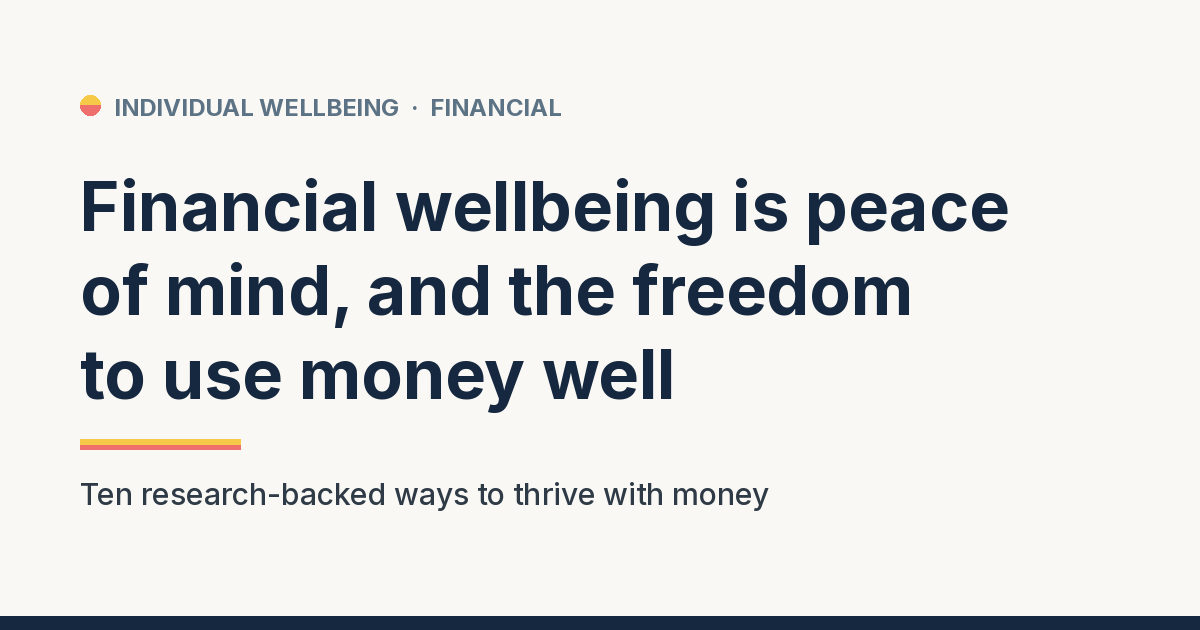 INDIVIDUAL WELLBEING · FINANCIAL
Financial wellbeing is peace
of mind, and the freedom
to use money well
Ten research-backed ways to thrive with money